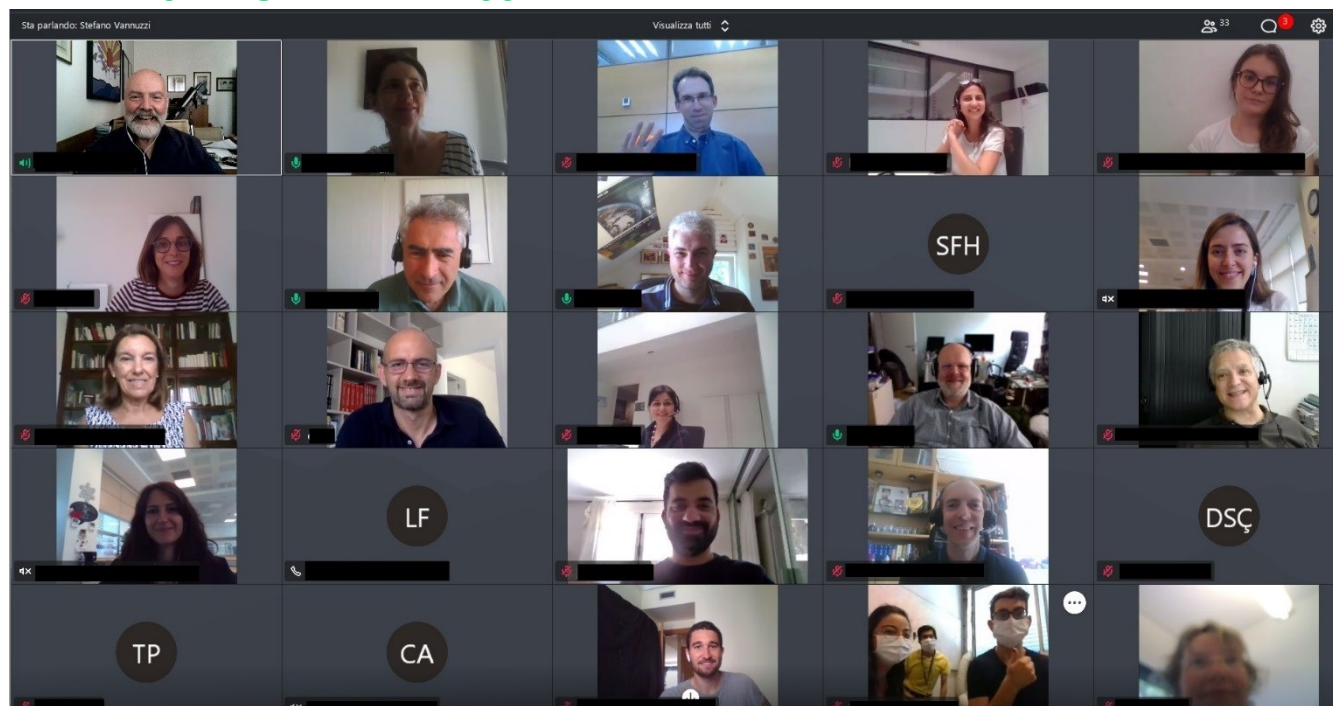 Sta parlando: Stefano Vannuzzi
Visualizza tutti
33
3
SFH
LF
DSÇ
TP
CA